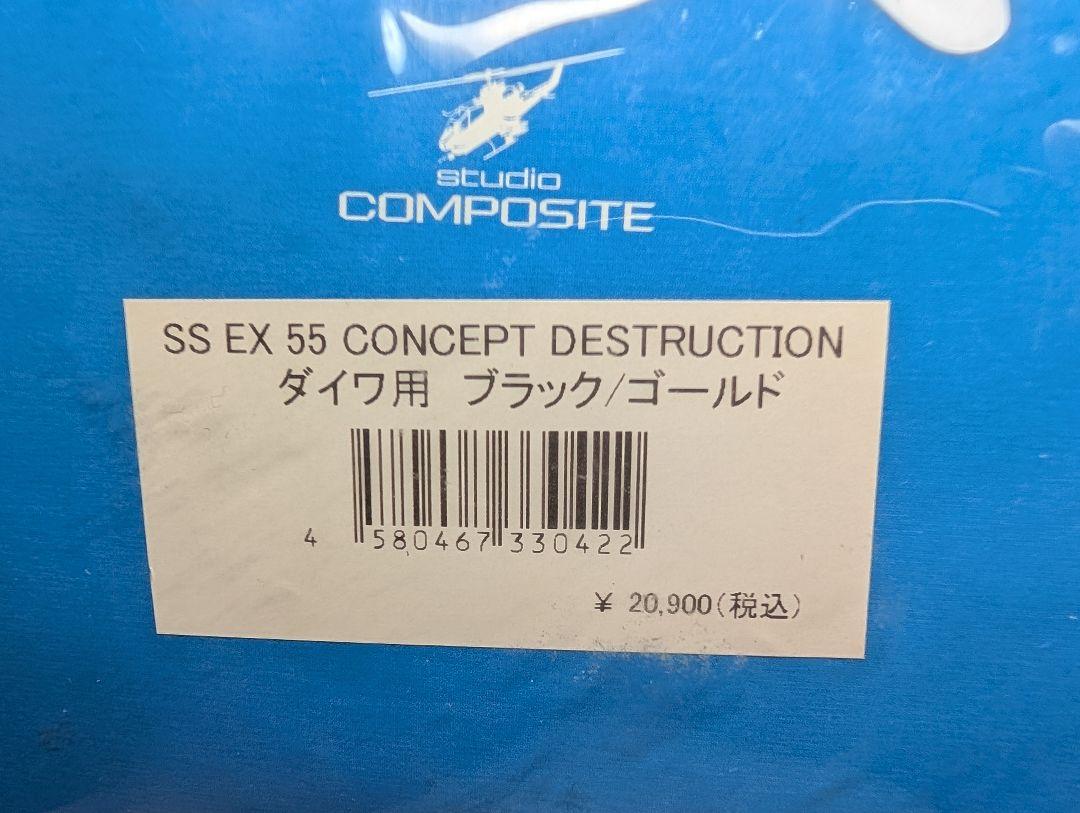 studio
COMPOSITE
SS EX 55 CONCEPT DESTRUCTION
ダイワ用　ブラック/ゴールド
4 580467 330422
¥ 20,900(税込)